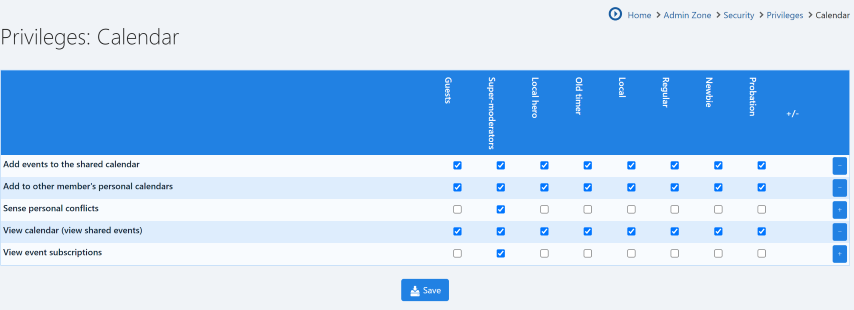 Home > Admin Zone > Security > Privileges > Calendar
Privileges: Calendar
Guests Super-moderators Local hero Old timer Local Regular Newbie Probation +/-
Add events to the shared calendar -
Add to other member's personal calendars -
Sense personal conflicts +
View calendar (view shared events) -
View event subscriptions +
Save